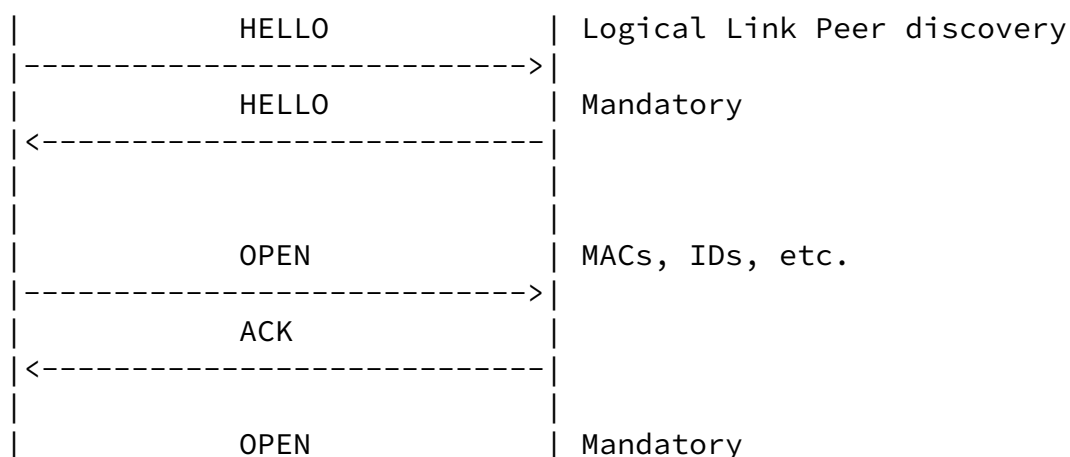 |            HELLO            | Logical Link Peer discovery
|---------------------------->|
|            HELLO            | Mandatory
|<----------------------------|
|                             |
|                             |
|            OPEN             | MACs, IDs, etc.
|---------------------------->|
|            ACK              |
|<----------------------------|
|                             |
|            OPEN             | Mandatory